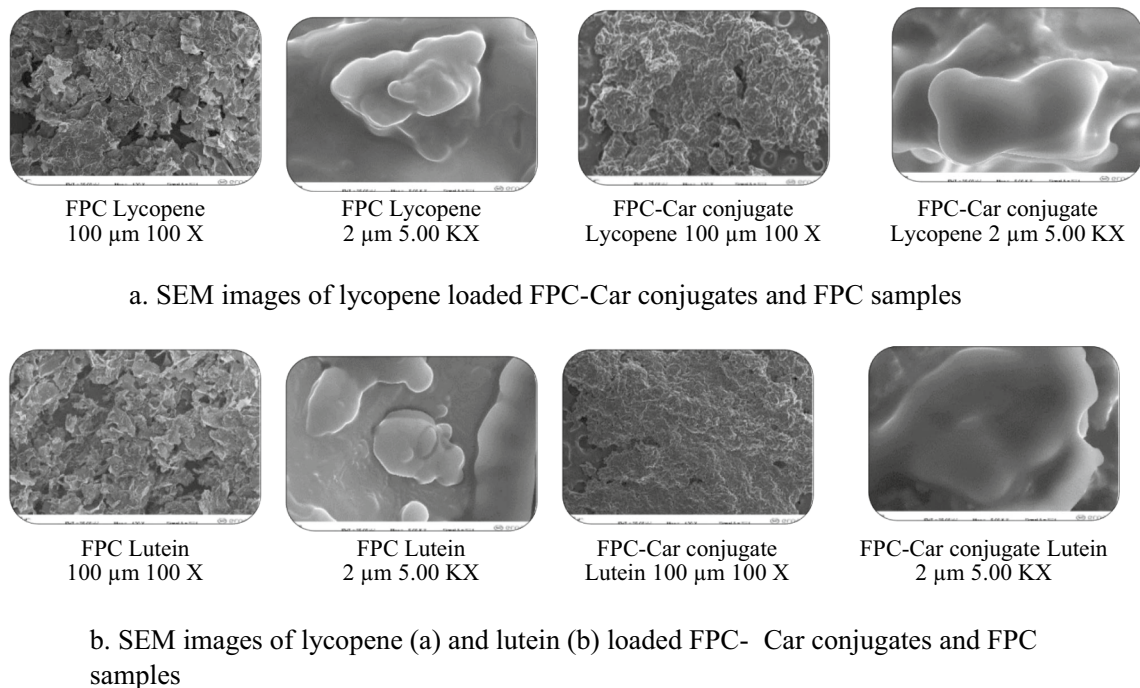 FPC Lycopene
100 µm 100 X
FPC Lycopene
2 µm 5.00 KX
FPC-Car conjugate
Lycopene 100 µm 100 X
FPC-Car conjugate
Lycopene 2 µm 5.00 KX
a. SEM images of lycopene loaded FPC-Car conjugates and FPC samples
FPC Lutein
100 µm 100 X
FPC Lutein
2 µm 5.00 KX
FPC-Car conjugate
Lutein 100 µm 100 X
FPC-Car conjugate Lutein
2 µm 5.00 KX
b. SEM images of lycopene (a) and lutein (b) loaded FPC- Car conjugates and FPC
samples